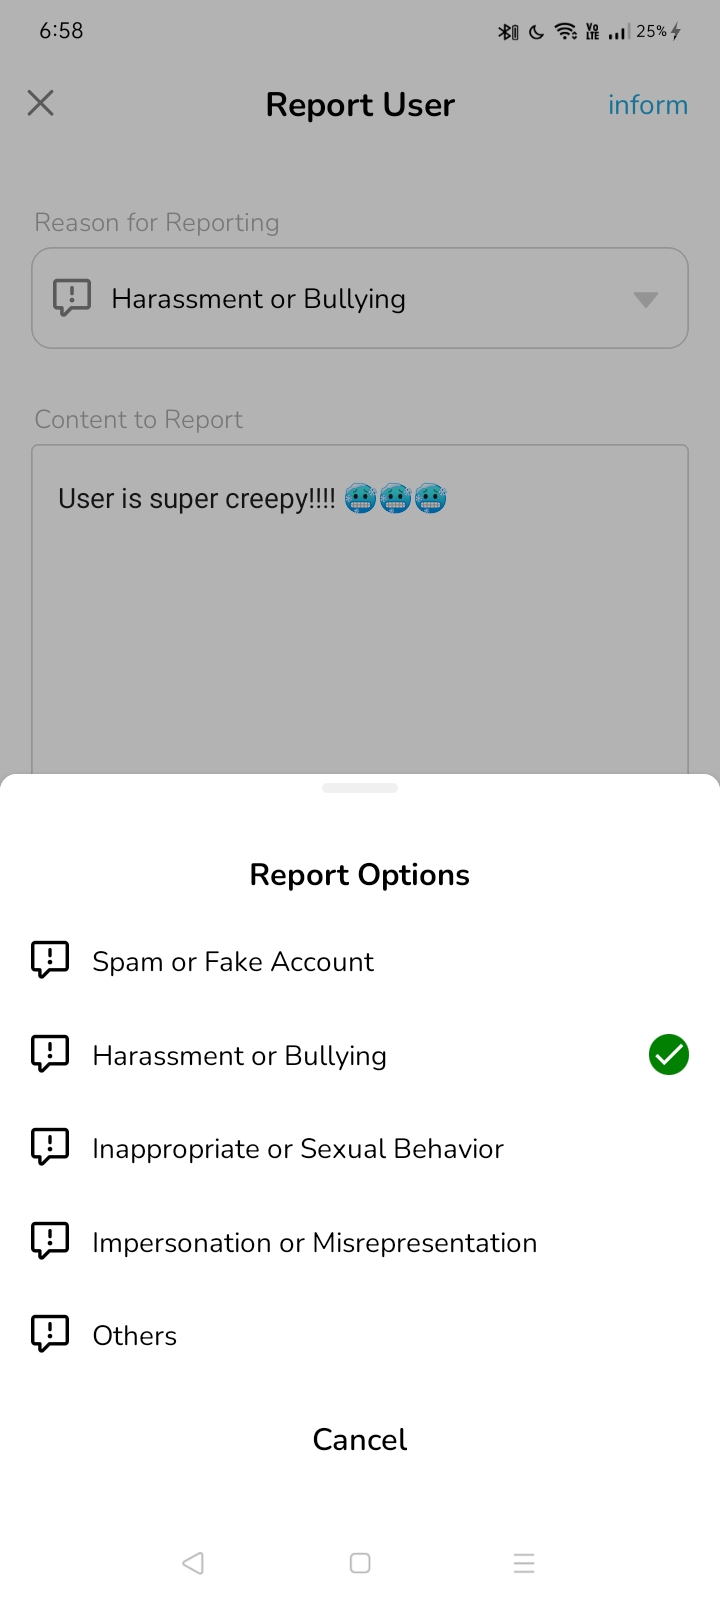 6:58
VoLTE 25%
Report User
inform
Reason for Reporting
Harassment or Bullying
Content to Report
User is super creepy!!!! 🥶🥶🥶
Report Options
Spam or Fake Account
Harassment or Bullying
Inappropriate or Sexual Behavior
Impersonation or Misrepresentation
Others
Cancel